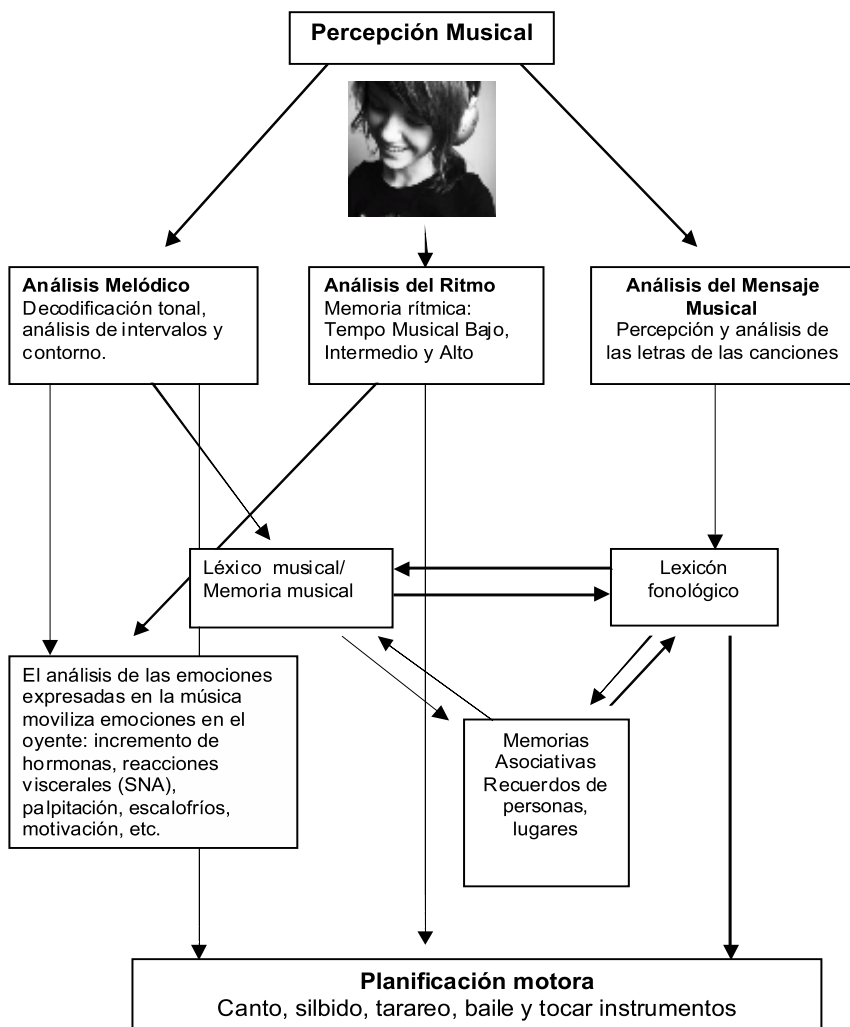 Percepción Musical
Análisis Melódico
Decodificación tonal,
análisis de intervalos y
contorno.
Análisis del Ritmo
Memoria rítmica:
Tempo Musical Bajo,
Intermedio y Alto
Análisis del Mensaje
Musical
Percepción y análisis de
las letras de las canciones
Léxico musical/
Memoria musical
Lexicón
fonológico
El análisis de las emociones
expresadas en la música
moviliza emociones en el
oyente: incremento de
hormonas, reacciones
viscerales (SNA),
palpitación, escalofríos,
motivación, etc.
Memorias
Asociativas
Recuerdos de
personas,
lugares
Planificación motora
Canto, silbido, tarareo, baile y tocar instrumentos